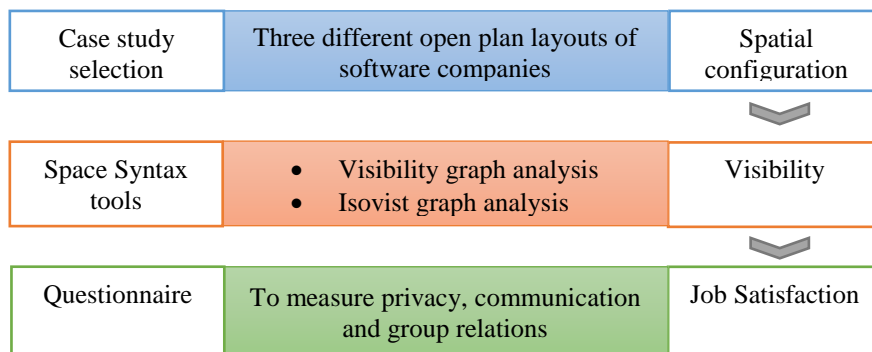 Case study
selection
Three different open plan layouts of
software companies
Spatial
configuration
Space Syntax
tools
• Visibility graph analysis
• Isovist graph analysis
Visibility
Questionnaire
To measure privacy, communication
and group relations
Job Satisfaction